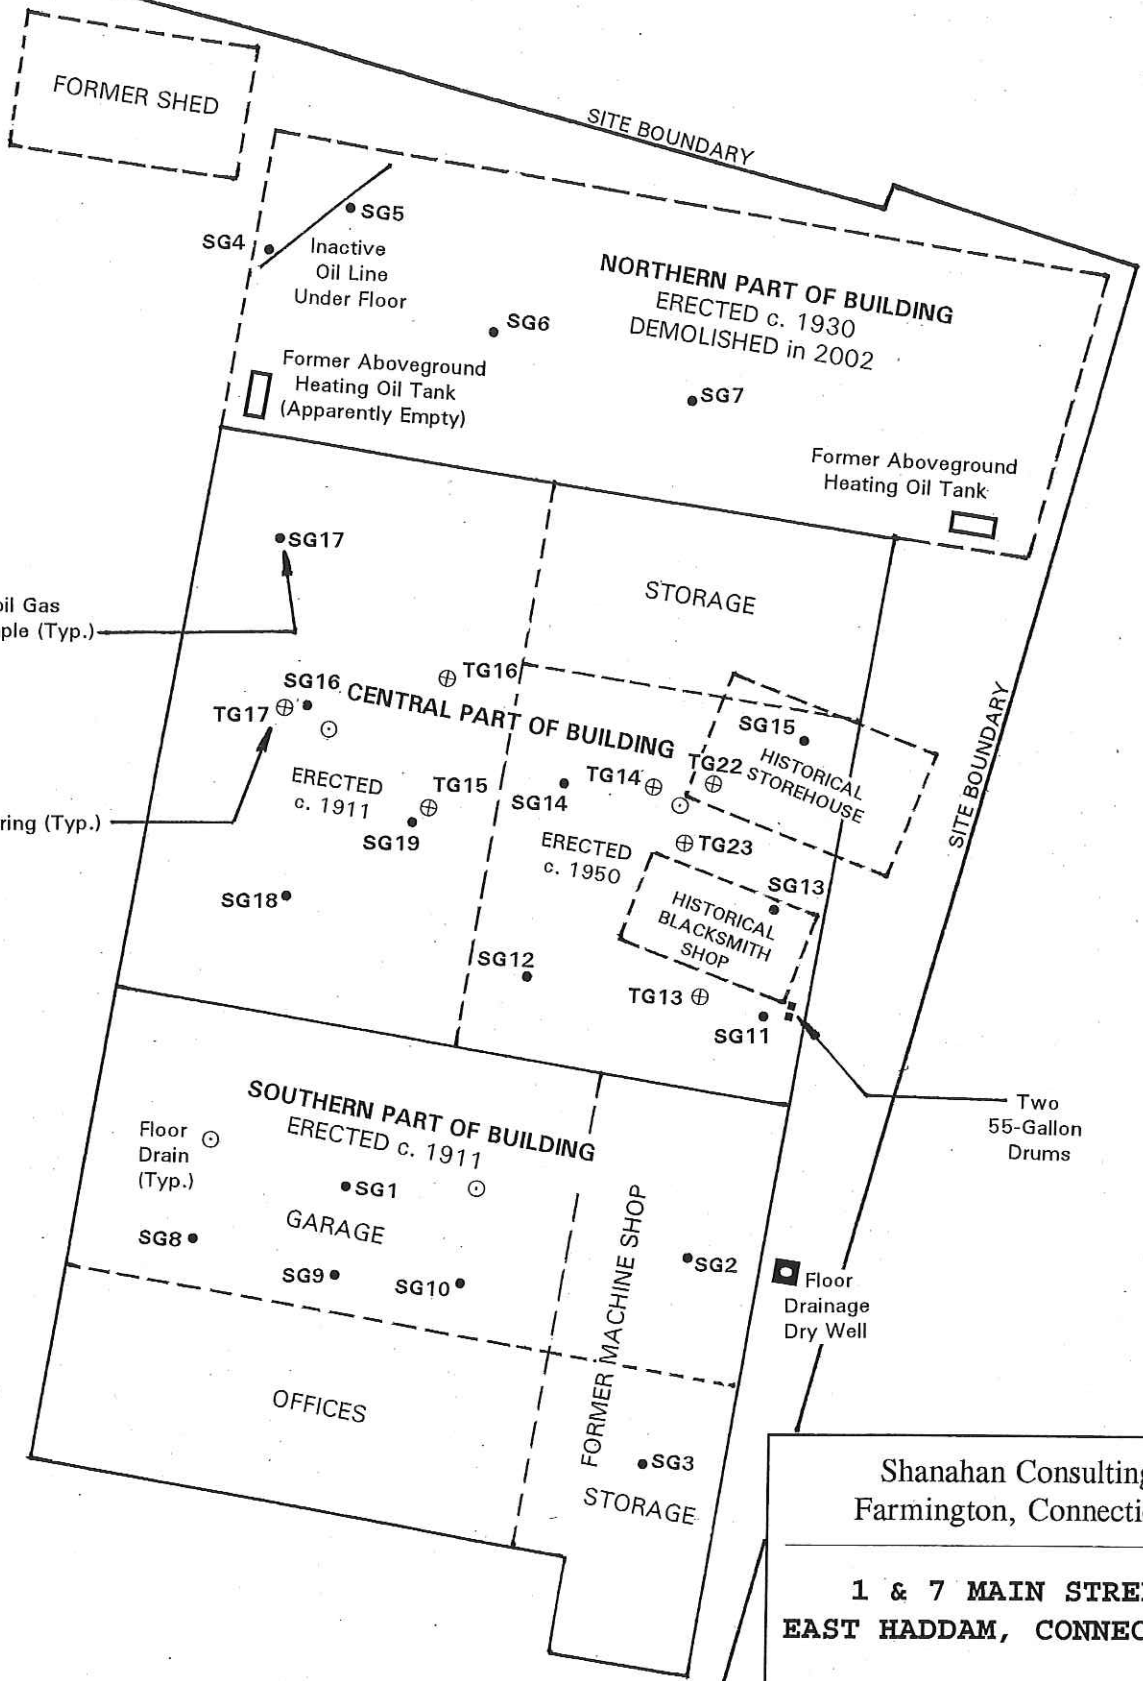 FORMER SHED
SITE BOUNDARY
SG5
SG4
Inactive
Oil Line
Under Floor
NORTHERN PART OF BUILDING
ERECTED c. 1930
DEMOLISHED in 2002
SG6
Former Aboveground
Heating Oil Tank
(Apparently Empty)
SG7
Former Aboveground
Heating Oil Tank
SG17
STORAGE
oil Gas
ple (Typ.)
TG16
SG16
TG17
CENTRAL PART OF BUILDING
SG15
HISTORICAL
STOREHOUSE
SITE BOUNDARY
TG14
TG22
ERECTED
c. 1911
TG15
SG14
ring (Typ.)
SG19
ERECTED
c. 1950
TG23
SG18
SG13
HISTORICAL
BLACKSMITH
SHOP
SG12
TG13
SG11
Two
55-Gallon
Drums
SOUTHERN PART OF BUILDING
ERECTED c. 1911
Floor
Drain
(Typ.)
SG1
GARAGE
SG8
SG9
SG10
FORMER MACHINE SHOP
SG2
Floor
Drainage
Dry Well
OFFICES
SG3
STORAGE
Shanahan Consulting
Farmington, Connecti
1 & 7 MAIN STREE
EAST HADDAM, CONNEC